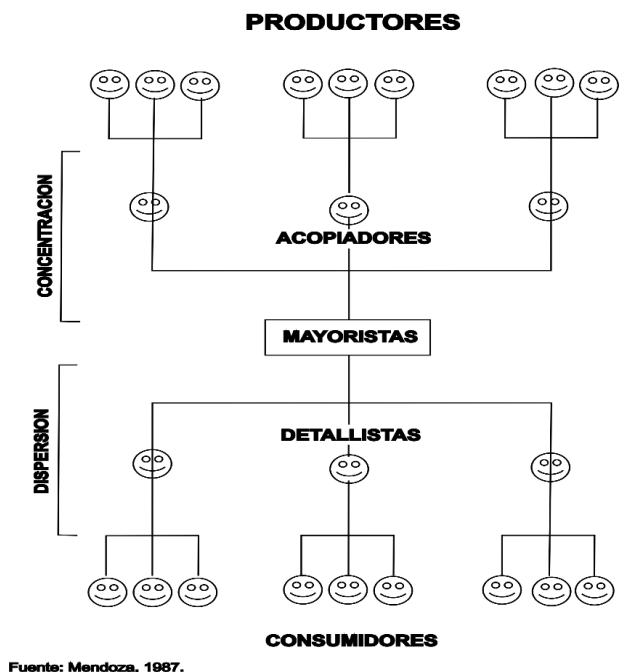 PRODUCTORES
CONCENTRACION
ACOPIADORES
MAYORISTAS
DISPERSION
DETALLISTAS
CONSUMIDORES
Fuente: Mendoza, 1987.